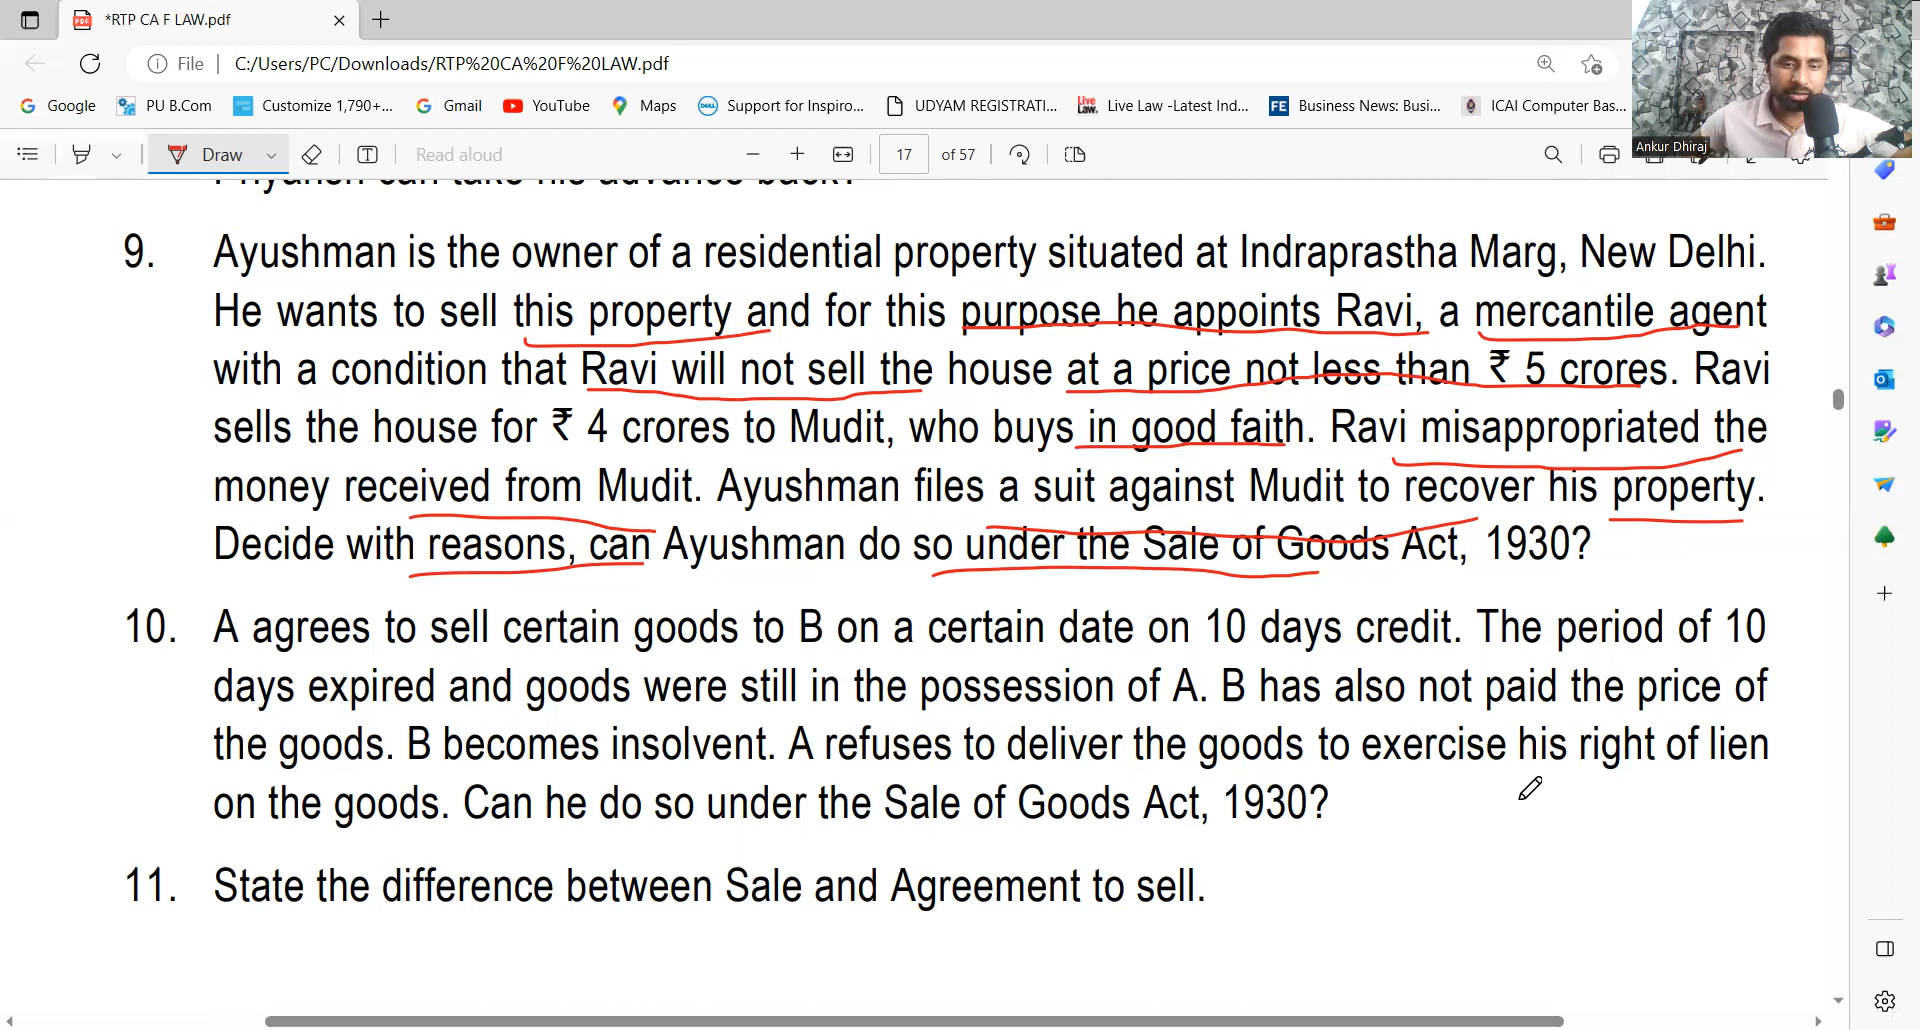 *RTP CA F LAW.pdf
File C:/Users/PC/Downloads/RTP%20CA%20F%20LAW.pdf
Google PU B.Com Customize 1,790+... Gmail YouTube Maps Support for Inspiro... UDYAM REGISTRATI... Live Law -Latest Ind... Business News: Busi... ICAI Computer Bas...
Ankur Dhiraj
Draw Read aloud 17 of 57
Priyansh can take his advance back?
9. Ayushman is the owner of a residential property situated at Indraprastha Marg, New Delhi.
He wants to sell this property and for this purpose he appoints Ravi, a mercantile agent
with a condition that Ravi will not sell the house at a price not less than ₹ 5 crores. Ravi
sells the house for ₹ 4 crores to Mudit, who buys in good faith. Ravi misappropriated the
money received from Mudit. Ayushman files a suit against Mudit to recover his property.
Decide with reasons, can Ayushman do so under the Sale of Goods Act, 1930?
10. A agrees to sell certain goods to B on a certain date on 10 days credit. The period of 10
days expired and goods were still in the possession of A. B has also not paid the price of
the goods. B becomes insolvent. A refuses to deliver the goods to exercise his right of lien
on the goods. Can he do so under the Sale of Goods Act, 1930?
11. State the difference between Sale and Agreement to sell.